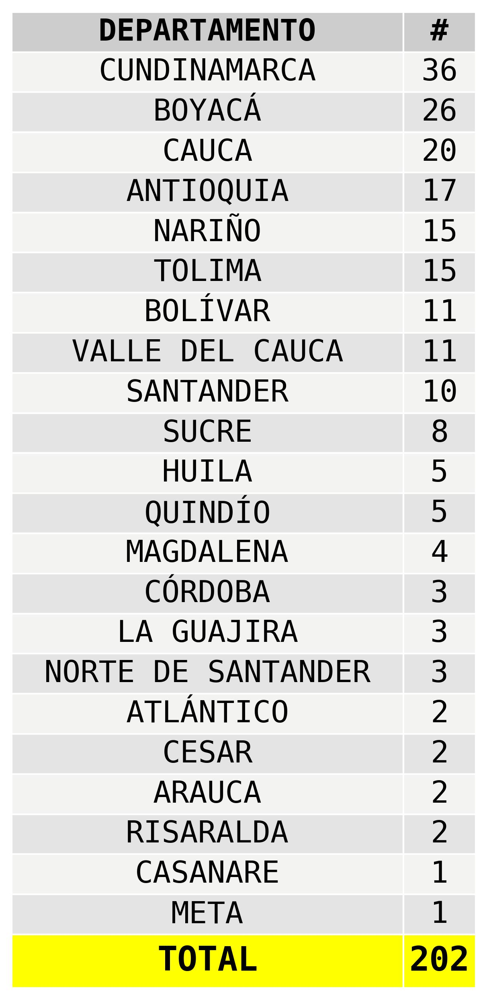 DEPARTAMENTO #
CUNDINAMARCA 36
BOYACÁ 26
CAUCA 20
ANTIOQUIA 17
NARIÑO 15
TOLIMA 15
BOLÍVAR 11
VALLE DEL CAUCA 11
SANTANDER 10
SUCRE 8
HUILA 5
QUINDÍO 5
MAGDALENA 4
CÓRDOBA 3
LA GUAJIRA 3
NORTE DE SANTANDER 3
ATLÁNTICO 2
CESAR 2
ARAUCA 2
RISARALDA 2
CASANARE 1
META 1
TOTAL 202